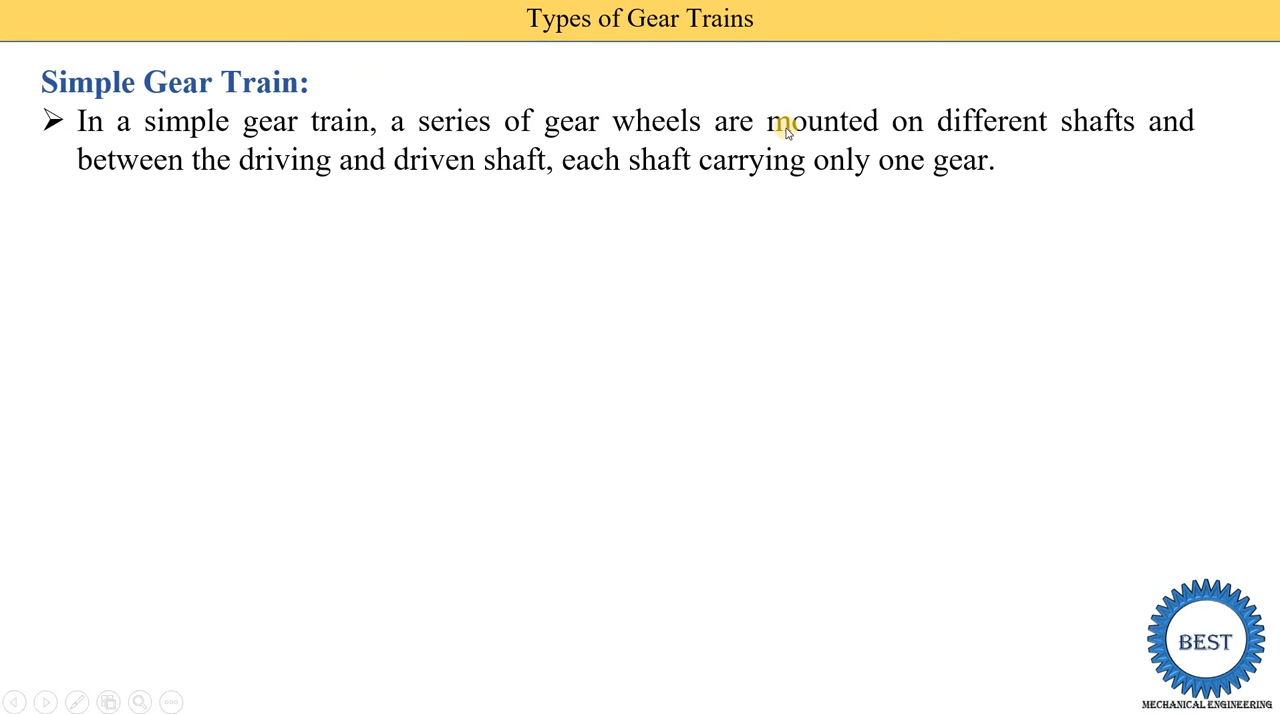 Types of Gear Trains
Simple Gear Train:
➢ In a simple gear train, a series of gear wheels are mounted on different shafts and
between the driving and driven shaft, each shaft carrying only one gear.
BEST
MECHANICAL ENGINEERING